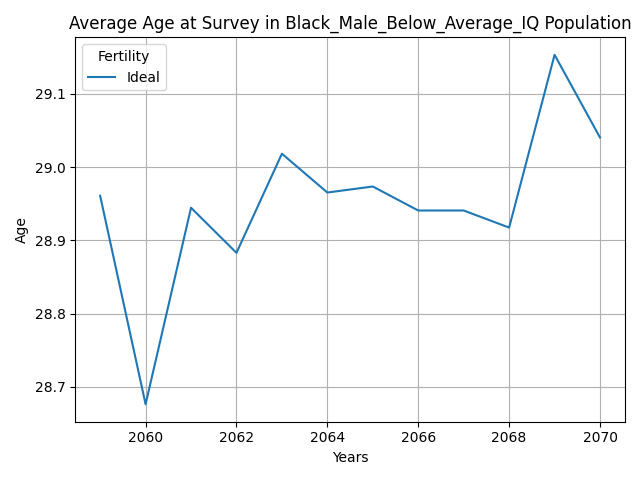 Average Age at Survey in Black_Male_Below_Average_IQ Population
Fertility
Ideal
Age
29.1
29.0
28.9
28.8
28.7
2060 2062 2064 2066 2068 2070
Years